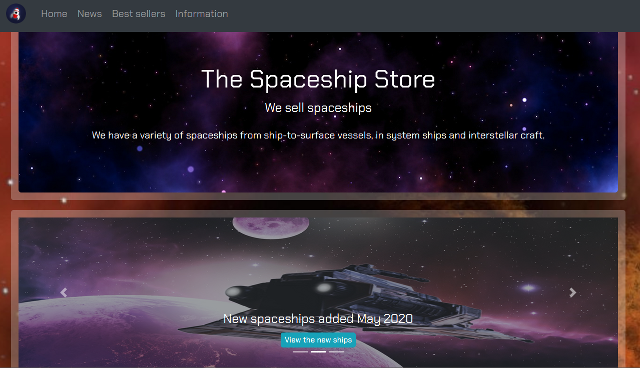 Home News Best sellers Information
The Spaceship Store
We sell spaceships
We have a variety of spaceships from ship-to-surface vessels, in system ships and interstellar craft.
New spaceships added May 2020
View the new ships